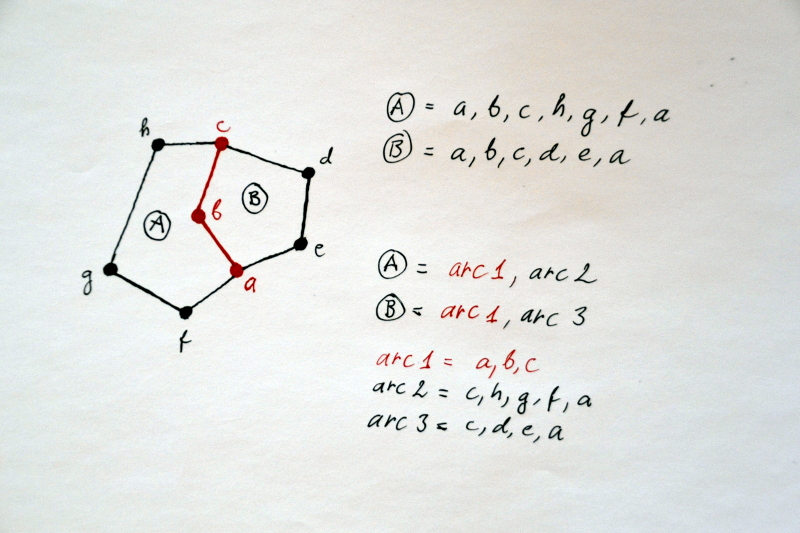 h
c
d
B
b
A
e
g
a
f
A = a, b, c, h, g, f, a
B = a, b, c, d, e, a
A = arc 1, arc 2
B = arc 1, arc 3
arc 1 = a, b, c
arc 2 = c, h, g, f, a
arc 3 = c, d, e, a